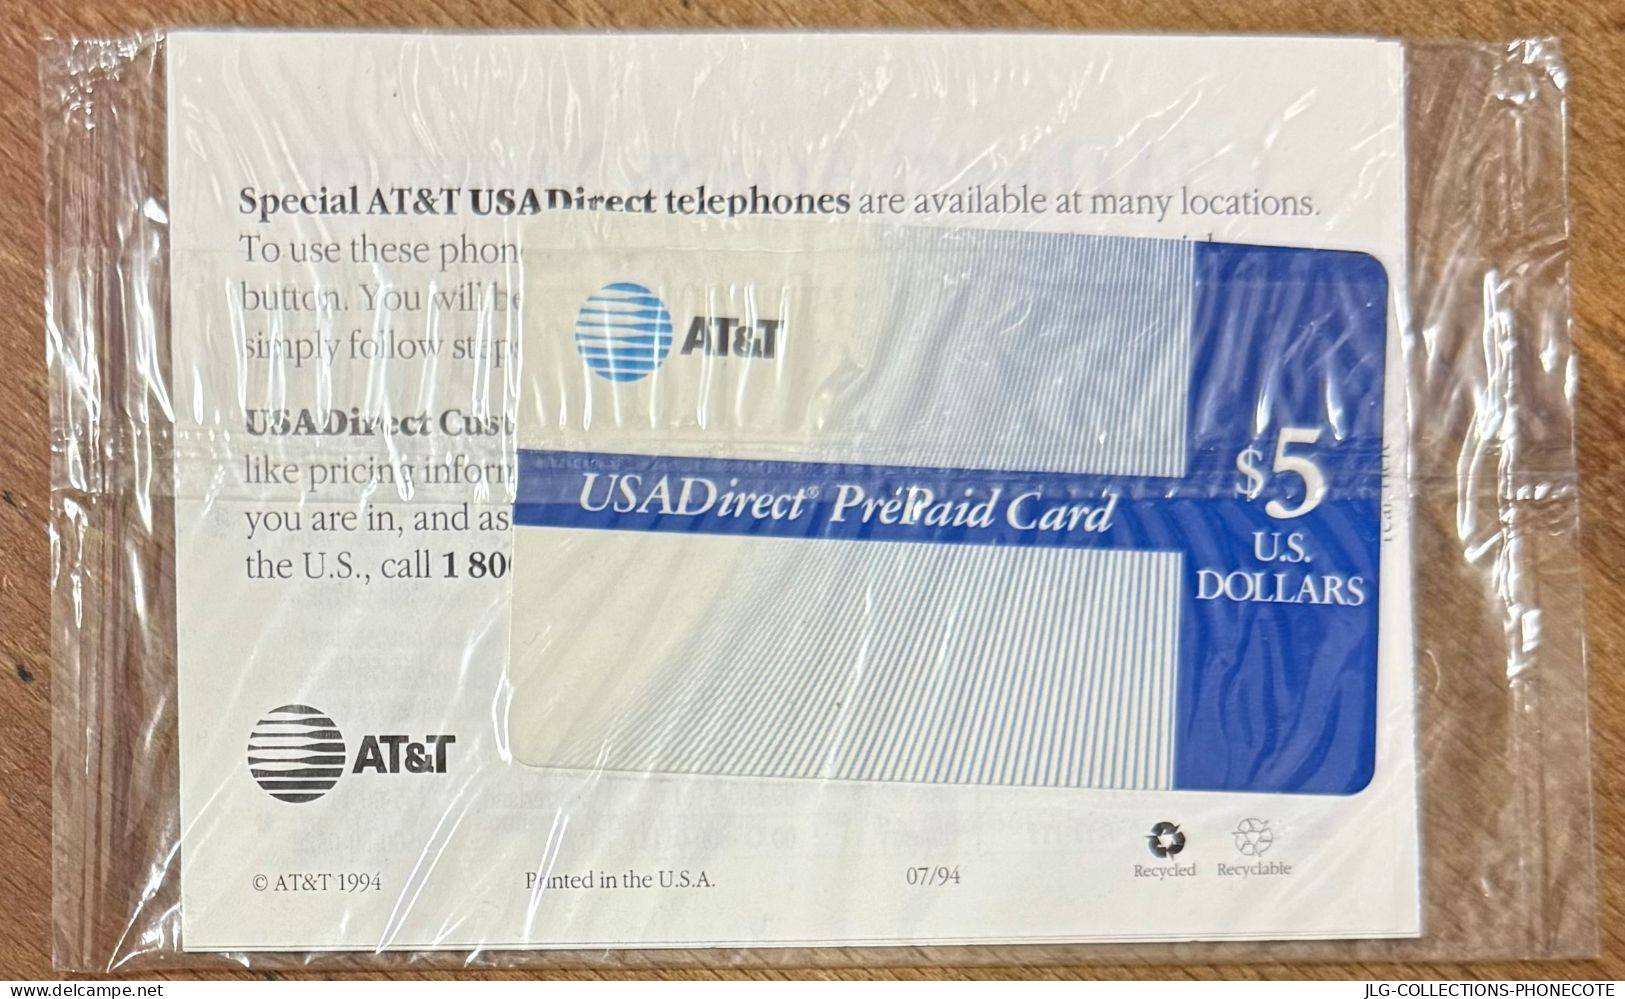 Special AT&T USADirect telephones are available at many locations.
To use these phon
button. You will be
simply follow step
USADirect Cust
like pricing inform
you are in, and as
the U.S., call 1 80
AT&T
USADirect® PrePaid Card
$5
U.S.
DOLLARS
AT&T
Recycled Recyclable
© AT&T 1994 Printed in the U.S.A. 07/94
www.delcampe.net JLG-COLLECTIONS-PHONECOTE